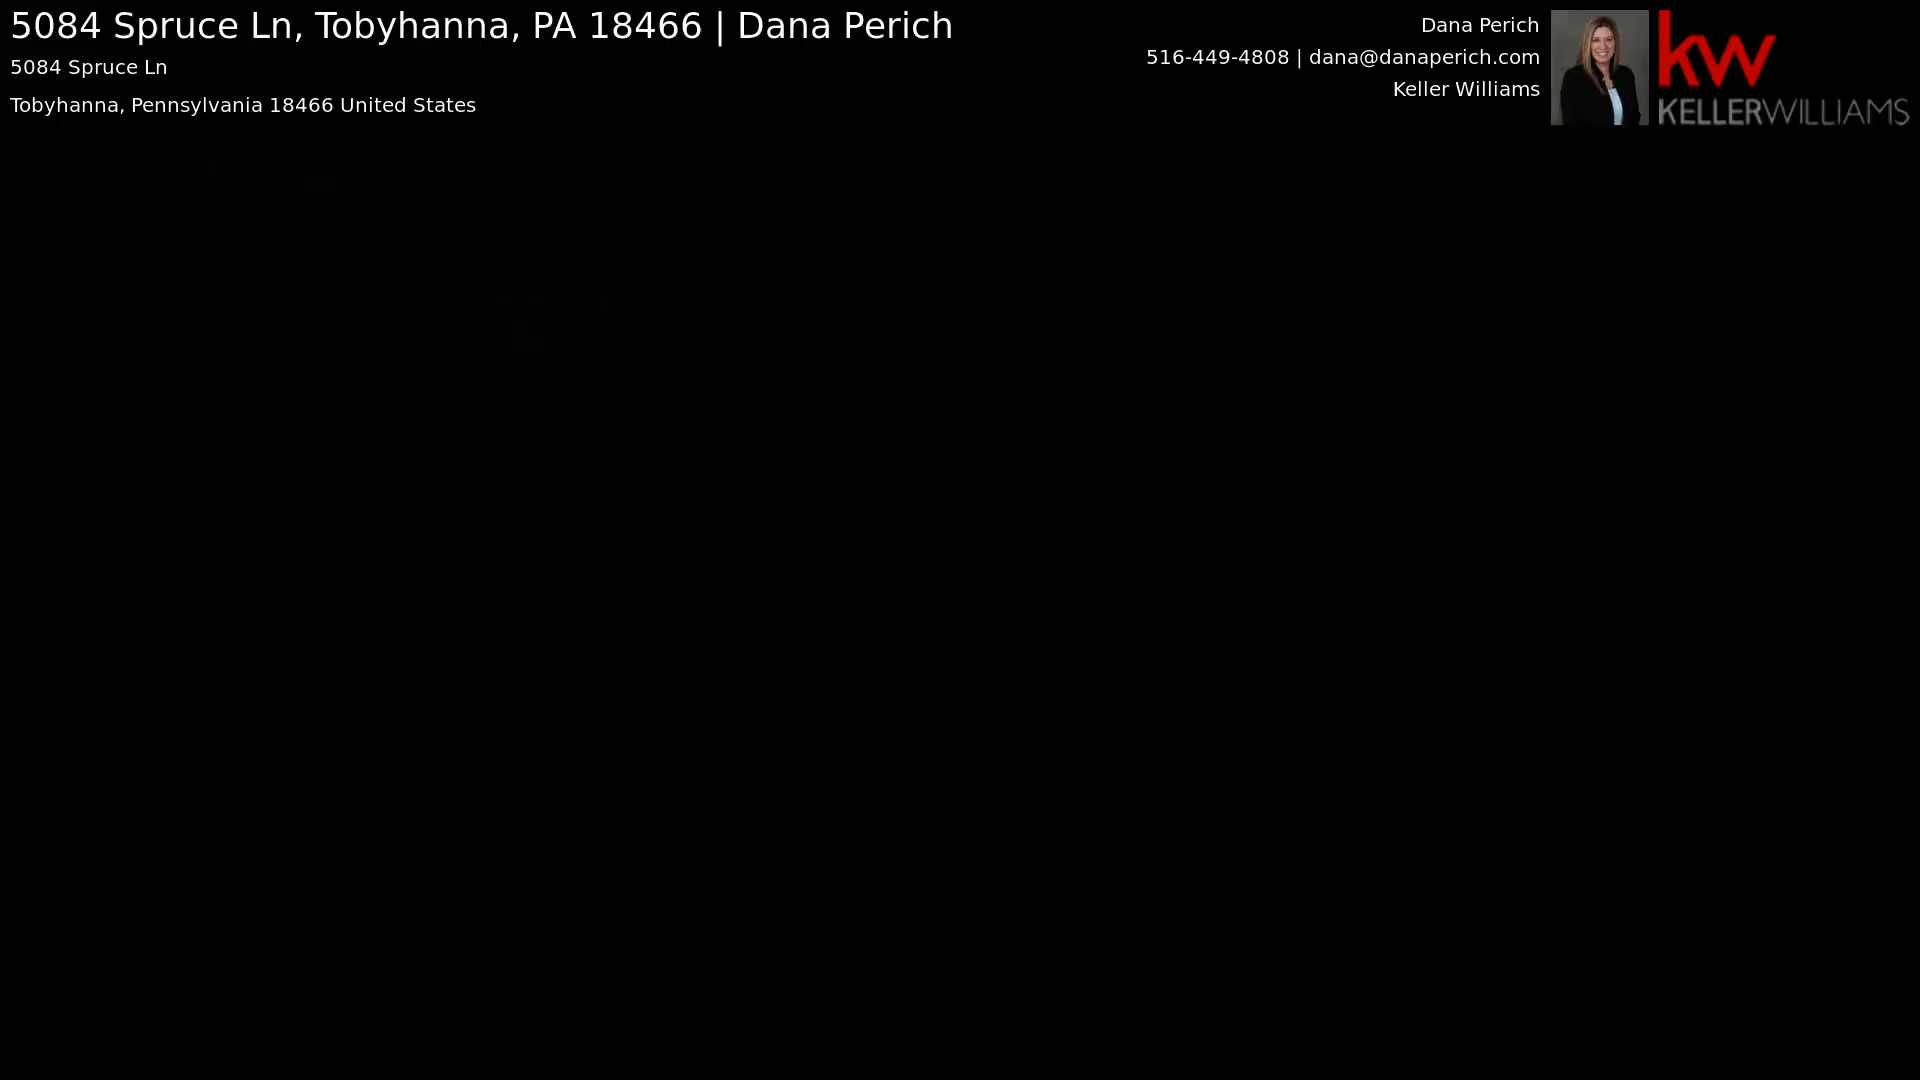 5084 Spruce Ln, Tobyhanna, PA 18466 | Dana Perich
5084 Spruce Ln
Tobyhanna, Pennsylvania 18466 United States
Dana Perich
516-449-4808 | dana@danaperich.com
Keller Williams
kw
KELLERWILLIAMS